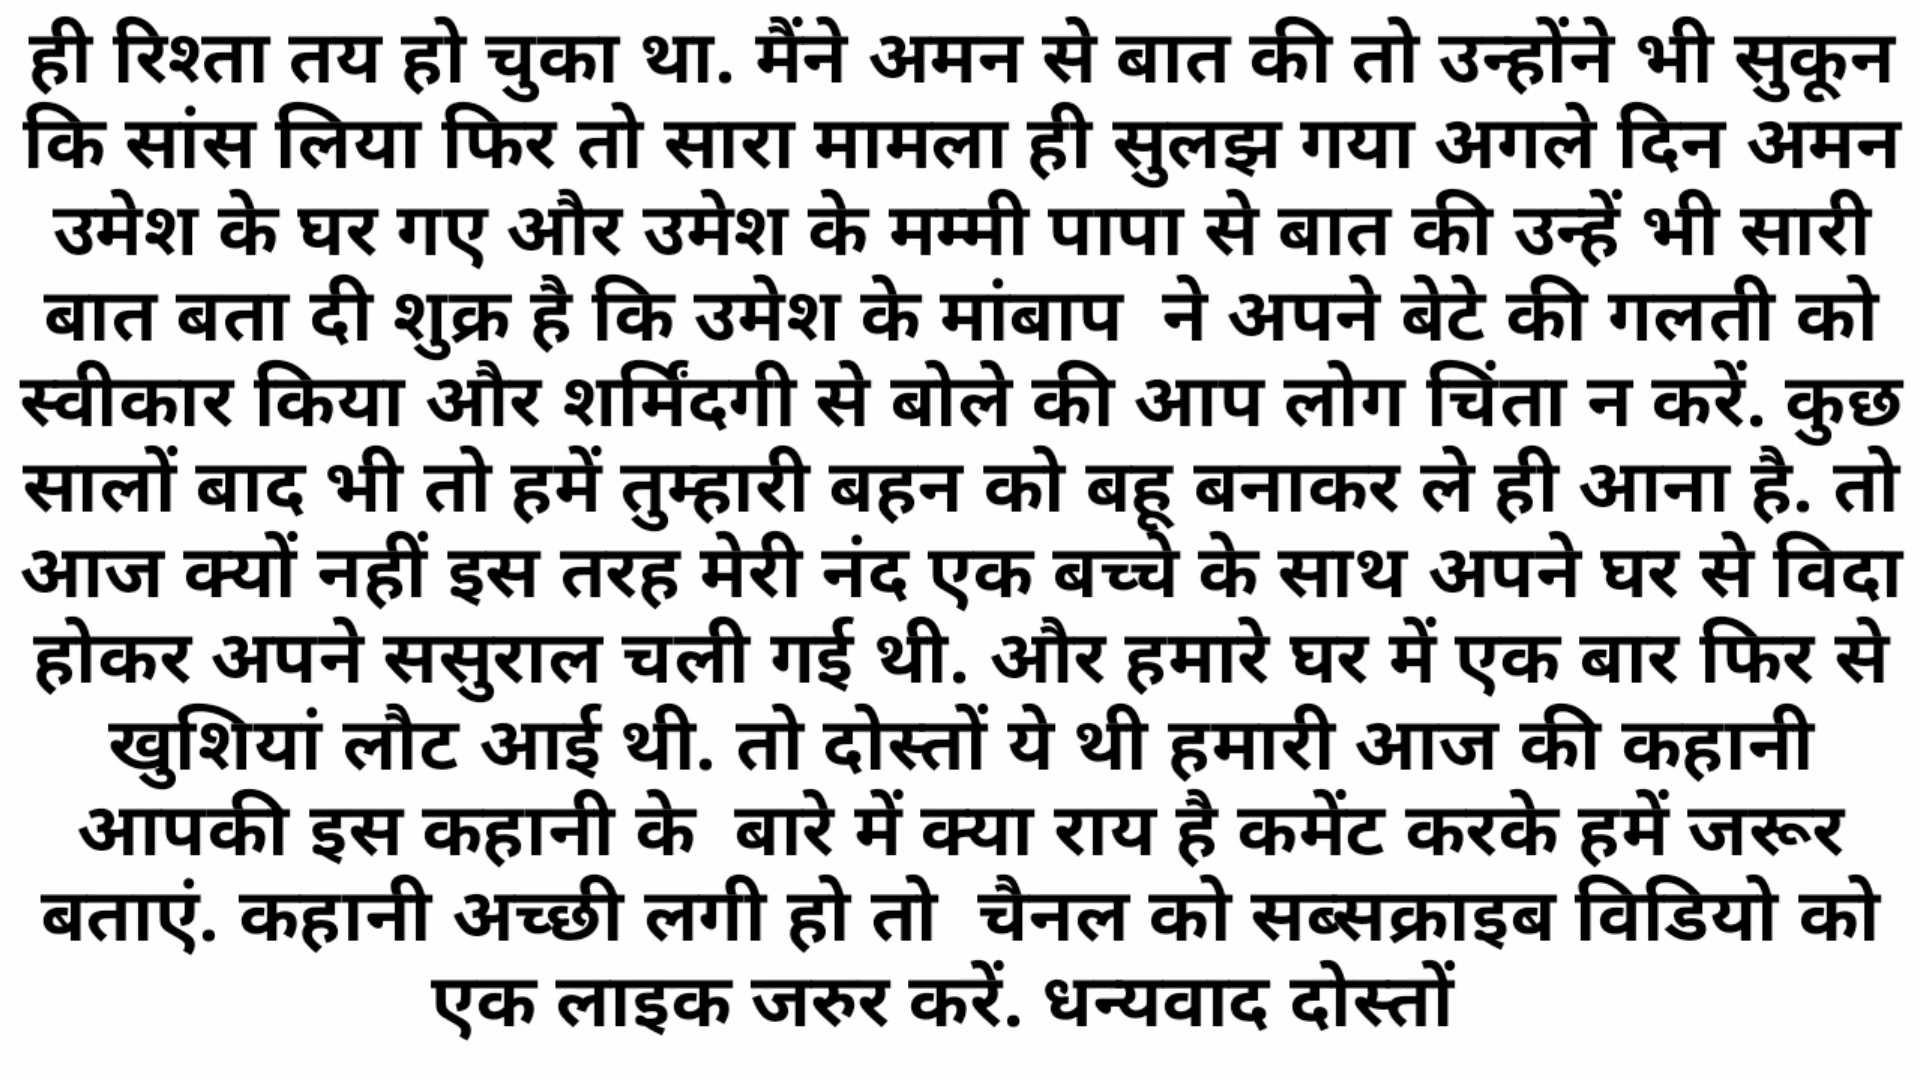 ही रिश्ता तय हो चुका था. मैंने अमन से बात की तो उन्होंने भी सुकून
कि सांस लिया फिर तो सारा मामला ही सुलझ गया अगले दिन अमन
उमेश के घर गए और उमेश के मम्मी पापा से बात की उन्हें भी सारी
बात बता दी शुक्र है कि उमेश के मांबाप  ने अपने बेटे की गलती को
स्वीकार किया और शर्मिंदगी से बोले की आप लोग चिंता न करें. कुछ
सालों बाद भी तो हमें तुम्हारी बहन को बहू बनाकर ले ही आना है. तो
आज क्यों नहीं इस तरह मेरी नंद एक बच्चे के साथ अपने घर से विदा
होकर अपने ससुराल चली गई थी. और हमारे घर में एक बार फिर से
खुशियां लौट आई थी. तो दोस्तों ये थी हमारी आज की कहानी
आपकी इस कहानी के  बारे में क्या राय है कमेंट करके हमें जरूर
बताएं. कहानी अच्छी लगी हो तो  चैनल को सब्सक्राइब विडियो को
एक लाइक जरुर करें. धन्यवाद दोस्तों